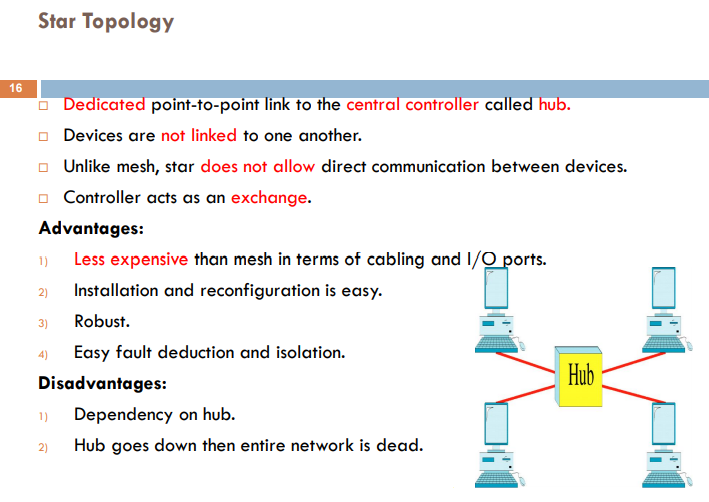 Star Topology
16
□ Dedicated point-to-point link to the central controller called hub.
□ Devices are not linked to one another.
□ Unlike mesh, star does not allow direct communication between devices.
□ Controller acts as an exchange.
Advantages:
1) Less expensive than mesh in terms of cabling and I/O ports.
2) Installation and reconfiguration is easy.
3) Robust.
4) Easy fault deduction and isolation.
Disadvantages:
1) Dependency on hub.
2) Hub goes down then entire network is dead.
Hub